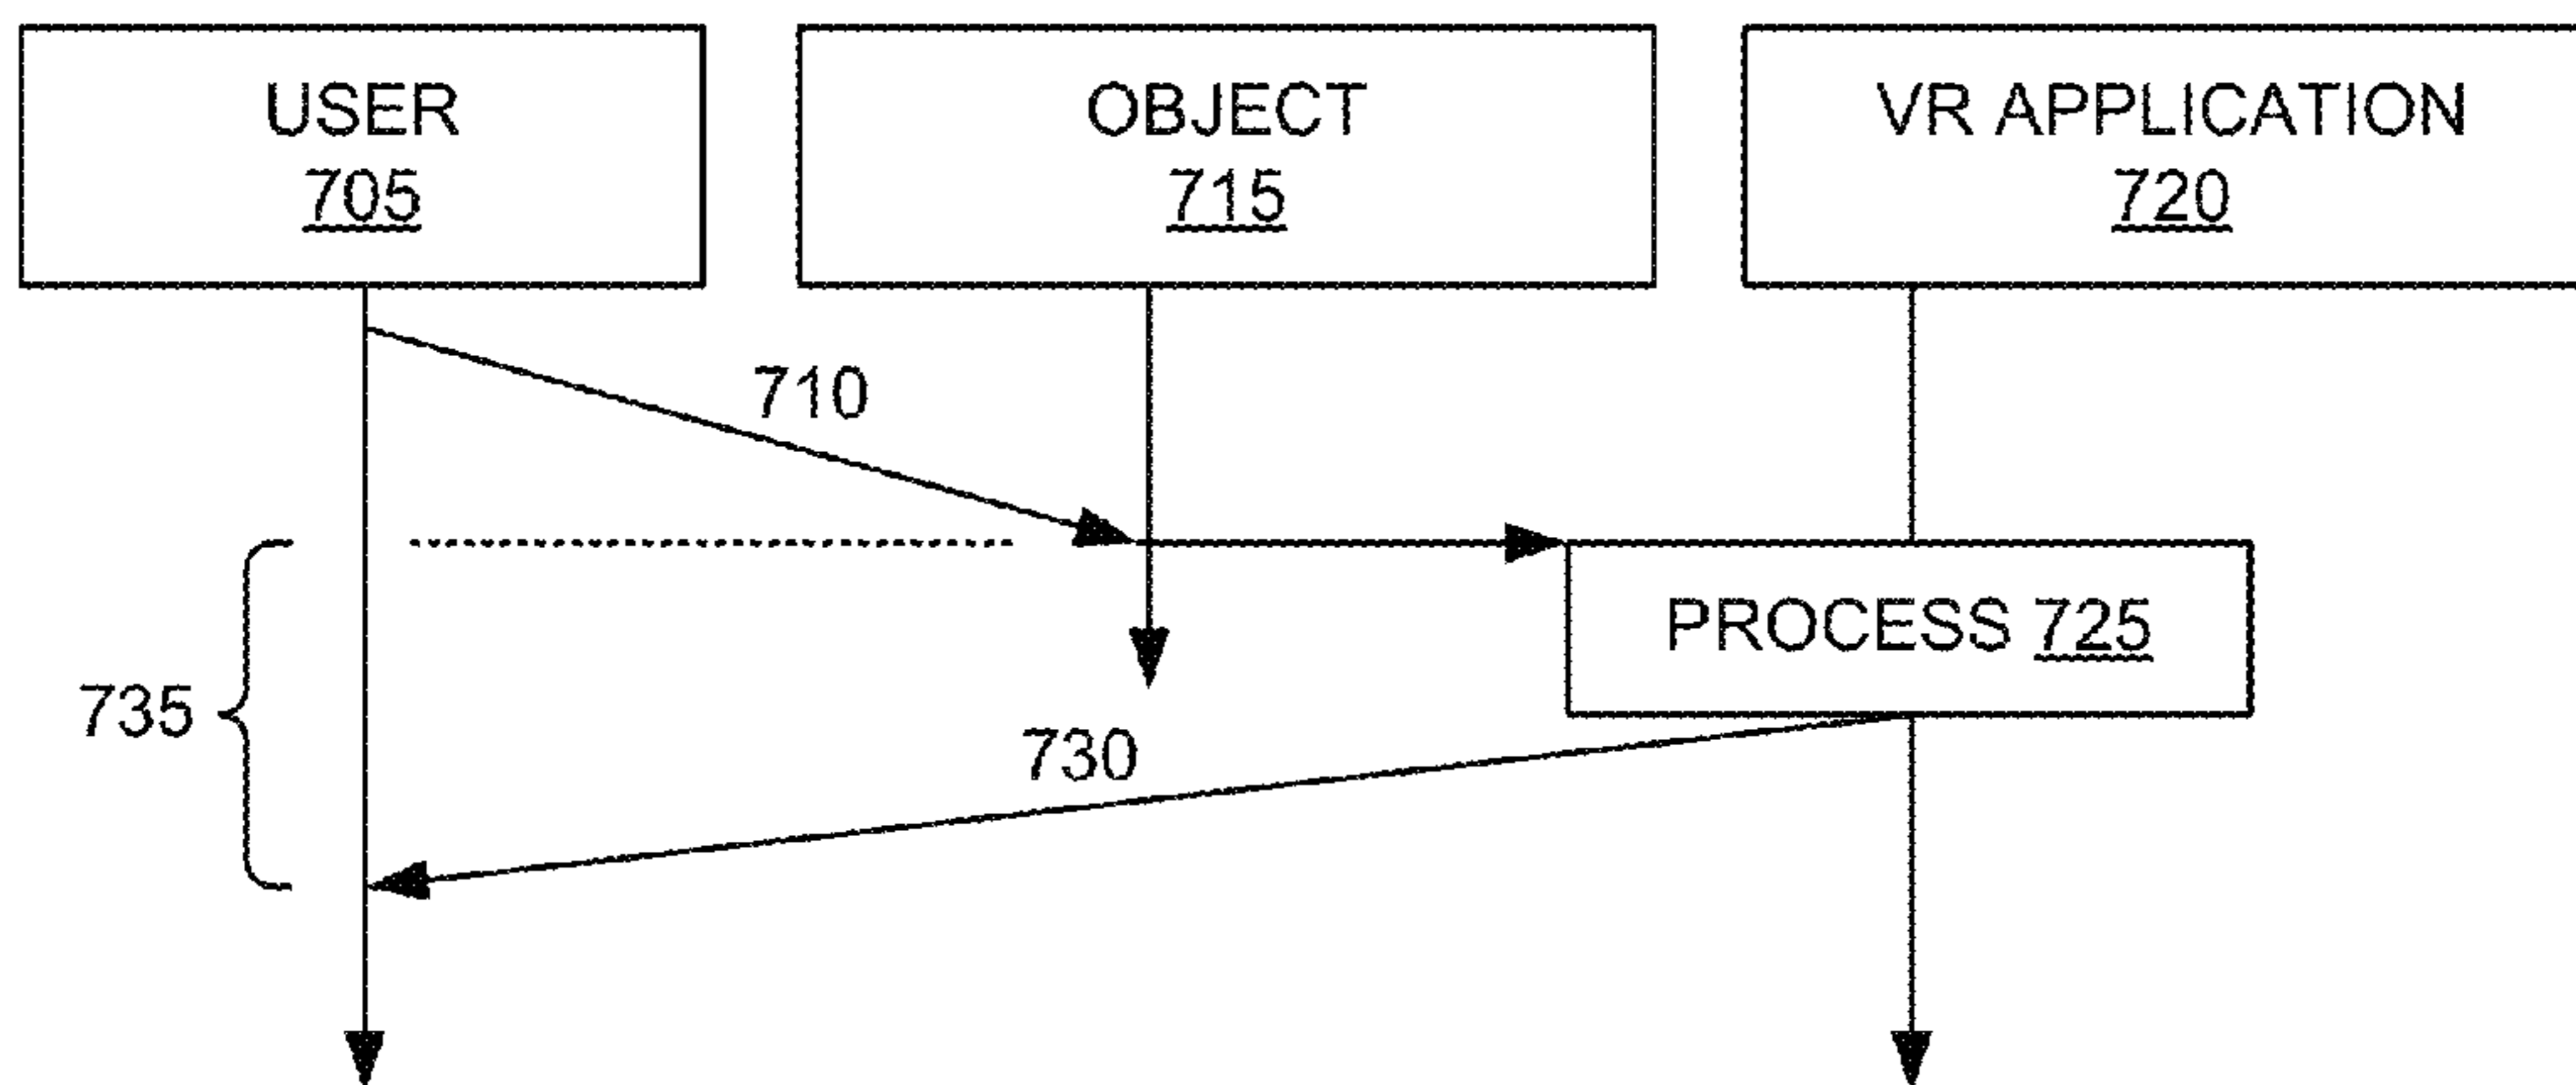 USER
705
OBJECT
715
VR APPLICATION
720
710
PROCESS 725
735
730